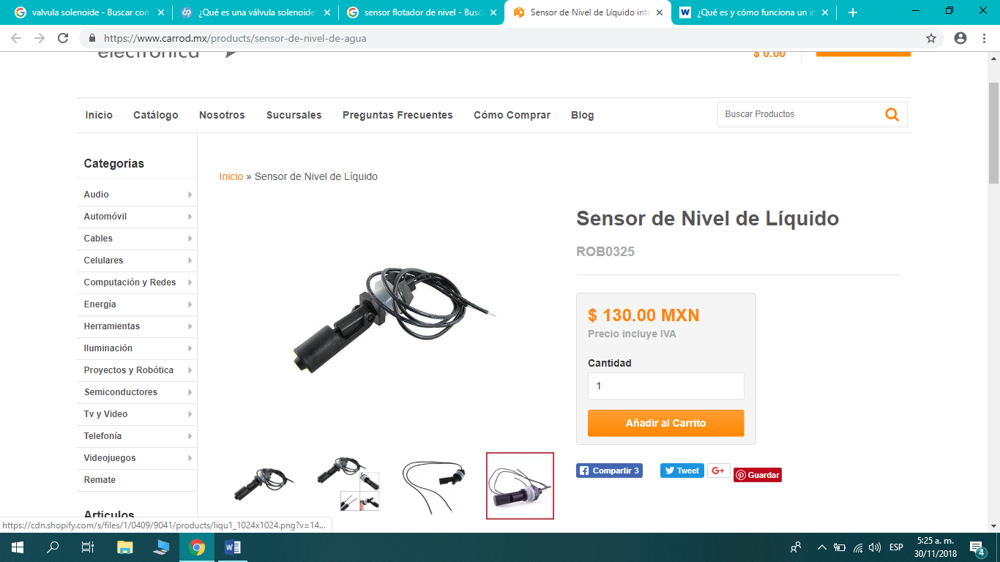 valvula solenoide - Buscar con
¿Qué es una válvula solenoide
sensor flotador de nivel - Busc
Sensor de Nivel de Líquido inte
¿Qué es y cómo funciona un in
https://www.carrod.mx/products/sensor-de-nivel-de-agua
electrónica
$ 0.00
Inicio
Catálogo
Nosotros
Sucursales
Preguntas Frecuentes
Cómo Comprar
Blog
Buscar Productos
Categorías
Audio
Automóvil
Cables
Celulares
Computación y Redes
Energía
Herramientas
Iluminación
Proyectos y Robótica
Semiconductores
Tv y Video
Telefonía
Videojuegos
Remate
Artículos
Inicio » Sensor de Nivel de Líquido
Sensor de Nivel de Líquido
ROB0325
$ 130.00 MXN
Precio incluye IVA
Cantidad
1
Añadir al Carrito
Compartir 3
Tweet
G+
Guardar
https://cdn.shopify.com/s/files/1/0409/9041/products/liqu1_1024x1024.png?v=14...
ESP
5:25 a. m.
30/11/2018
4